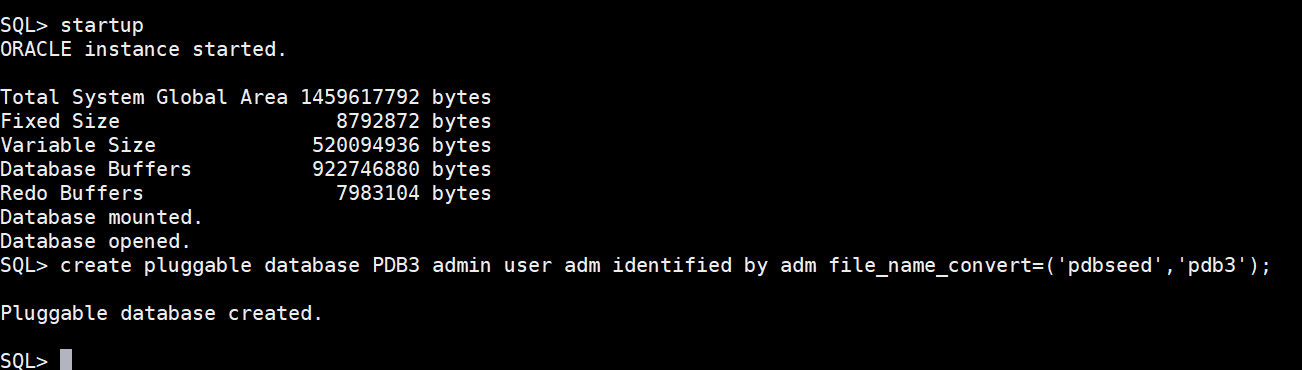 SQL> startup
ORACLE instance started.
Total System Global Area 1459617792 bytes
Fixed Size 8792872 bytes
Variable Size 520094936 bytes
Database Buffers 922746880 bytes
Redo Buffers 7983104 bytes
Database mounted.
Database opened.
SQL> create pluggable database PDB3 admin user adm identified by adm file_name_convert=('pdbseed','pdb3');
Pluggable database created.
SQL>